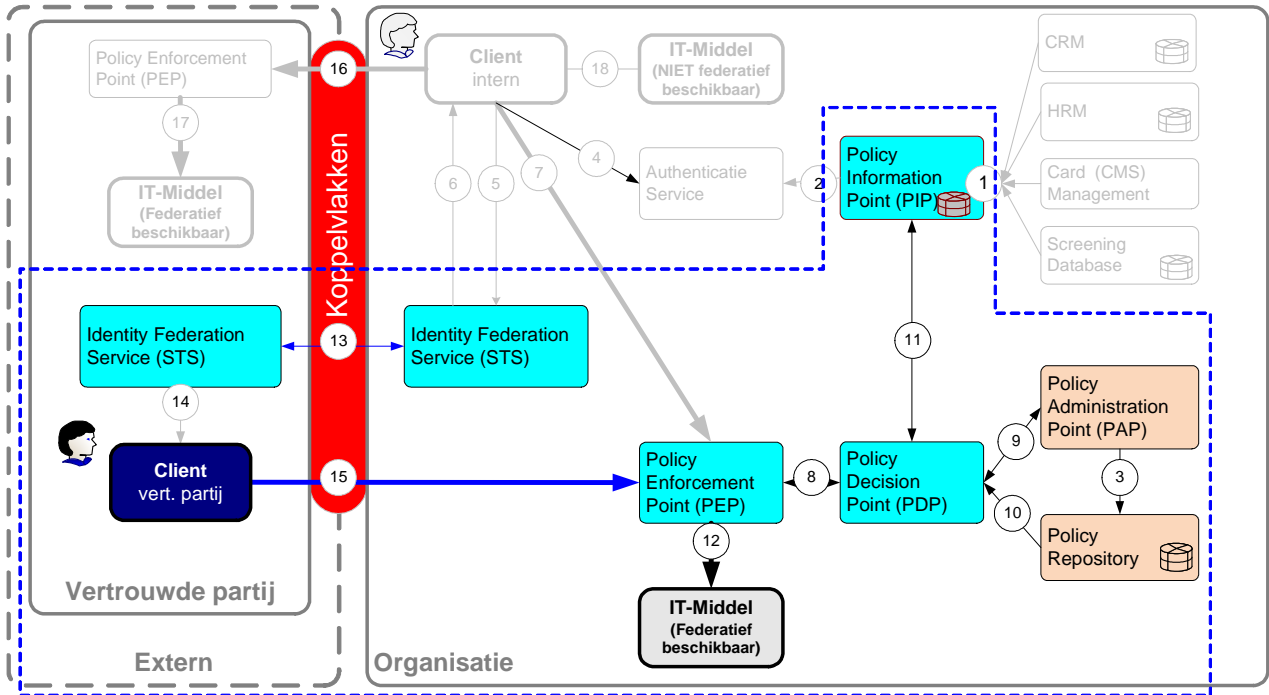 Policy Enforcement
Point (PEP)
17
IT-Middel
(Federatief
beschikbaar)
16
Koppelvlakken
Client
intern
18
IT-Middel
(NIET federatief
beschikbaar)
CRM
HRM
Card (CMS)
Management
Screening
Database
6
5
7
4
Authenticatie
Service
2
Policy
Information
Point (PIP)
1
Identity Federation
Service (STS)
13
Identity Federation
Service (STS)
11
14
Client
vert. partij
15
Policy
Enforcement
Point (PEP)
8
Policy
Decision
Point (PDP)
9
Policy
Administration
Point (PAP)
3
10
Policy
Repository
12
IT-Middel
(Federatief
beschikbaar)
Vertrouwde partij
Extern
Organisatie